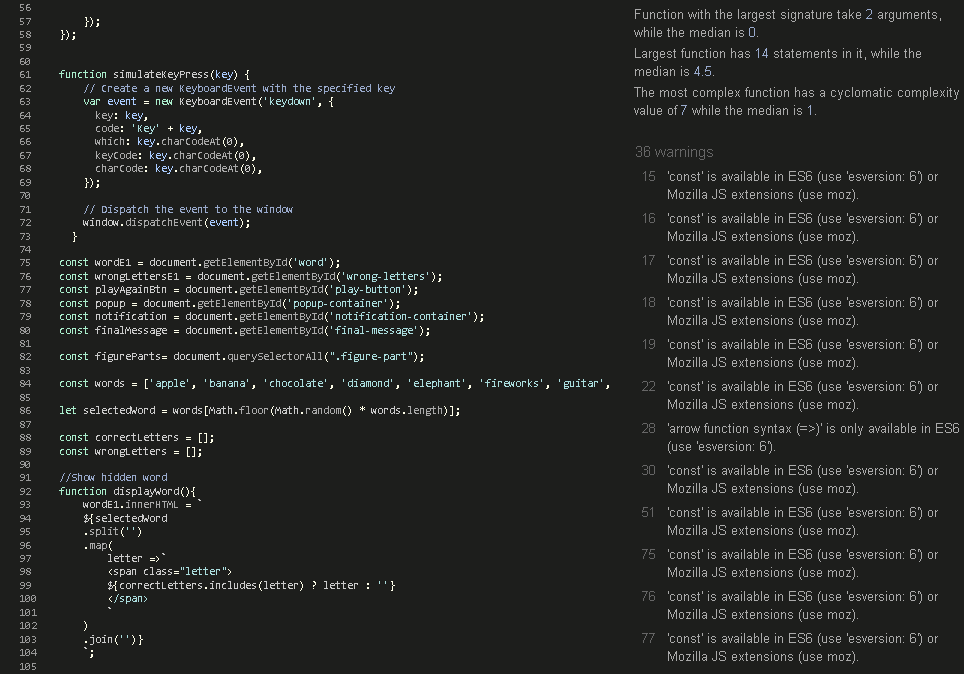 56
57 });
58 });
59
60
61 function simulateKeyPress(key) {
62 // Create a new KeyboardEvent with the specified key
63 var event = new KeyboardEvent('keydown', {
64 key: key,
65 code: 'Key' + key,
66 which: key.charCodeAt(0),
67 keyCode: key.charCodeAt(0),
68 charCode: key.charCodeAt(0),
69 });
70
71 // Dispatch the event to the window
72 window.dispatchEvent(event);
73 }
74
75 const wordE1 = document.getElementById('word');
76 const wrongLettersE1 = document.getElementById('wrong-letters');
77 const playAgainBtn = document.getElementById('play-button');
78 const popup = document.getElementById('popup-container');
79 const notification = document.getElementById('notification-container');
80 const finalMessage = document.getElementById('final-message');
81
82 const figureParts= document.querySelectorAll(".figure-part");
83
84 const words = ['apple', 'banana', 'chocolate', 'diamond', 'elephant', 'fireworks', 'guitar',
85
86 let selectedWord = words[Math.floor(Math.random() * words.length)];
87
88 const correctLetters = [];
89 const wrongLetters = [];
90
91 //Show hidden word
92 function displayWord(){
93 wordE1.innerHTML = `
94 ${selectedWord
95 .split('')
96 .map(
97 letter =>`
98 <span class="letter">
99 ${correctLetters.includes(letter) ? letter : ''}
100 </span>
101 `
102 )
103 .join('')}
104 `;
105
Function with the largest signature take 2 arguments,
while the median is 0.
Largest function has 14 statements in it, while the
median is 4.5.
The most complex function has a cyclomatic complexity
value of 7 while the median is 1.
36 warnings
15 'const' is available in ES6 (use 'esversion: 6') or
Mozilla JS extensions (use moz).
16 'const' is available in ES6 (use 'esversion: 6') or
Mozilla JS extensions (use moz).
17 'const' is available in ES6 (use 'esversion: 6') or
Mozilla JS extensions (use moz).
18 'const' is available in ES6 (use 'esversion: 6') or
Mozilla JS extensions (use moz).
19 'const' is available in ES6 (use 'esversion: 6') or
Mozilla JS extensions (use moz).
22 'const' is available in ES6 (use 'esversion: 6') or
Mozilla JS extensions (use moz).
28 'arrow function syntax (=>)' is only available in ES6
(use 'esversion: 6').
30 'const' is available in ES6 (use 'esversion: 6') or
Mozilla JS extensions (use moz).
51 'const' is available in ES6 (use 'esversion: 6') or
Mozilla JS extensions (use moz).
75 'const' is available in ES6 (use 'esversion: 6') or
Mozilla JS extensions (use moz).
76 'const' is available in ES6 (use 'esversion: 6') or
Mozilla JS extensions (use moz).
77 'const' is available in ES6 (use 'esversion: 6') or
Mozilla JS extensions (use moz).